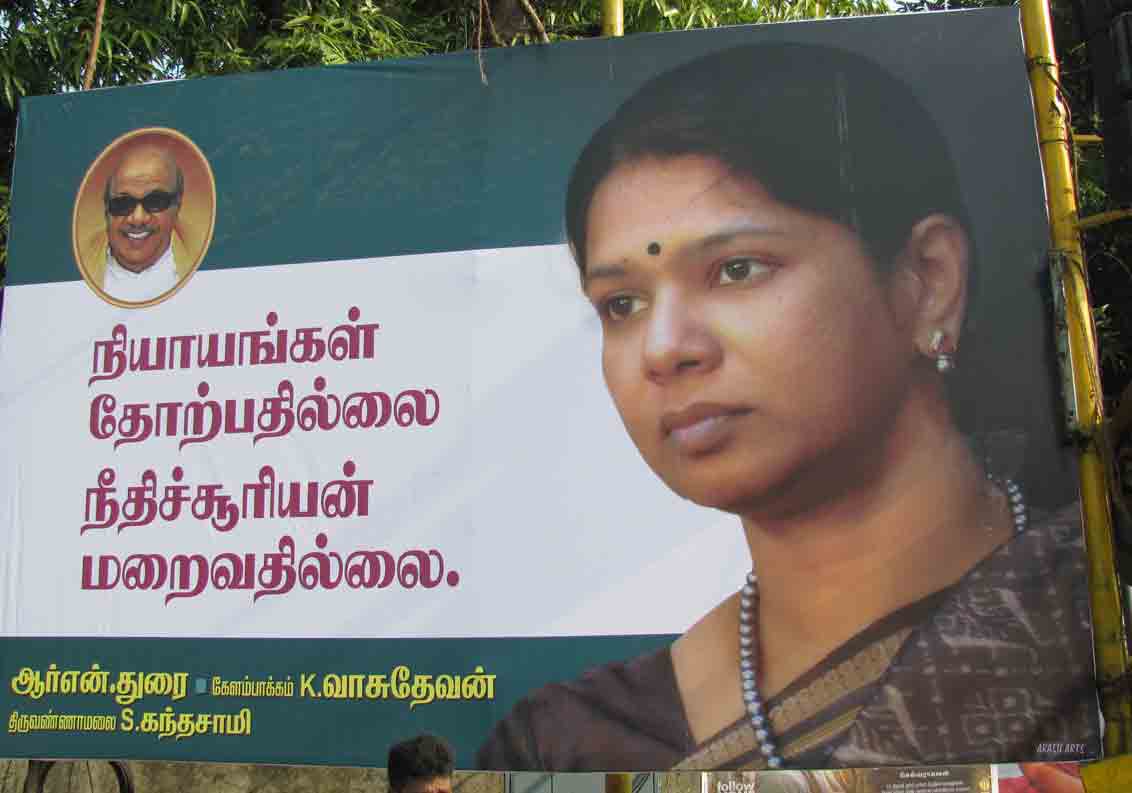 நியாயங்கள்
தோற்பதில்லை
நீதிச்சூரியன்
மறைவதில்லை.
ஆர்என்.துரை கேளம்பாக்கம் K.வாசுதேவன்
திருவண்ணாமலை S.கந்தசாமி
ARASU ARTS
follow